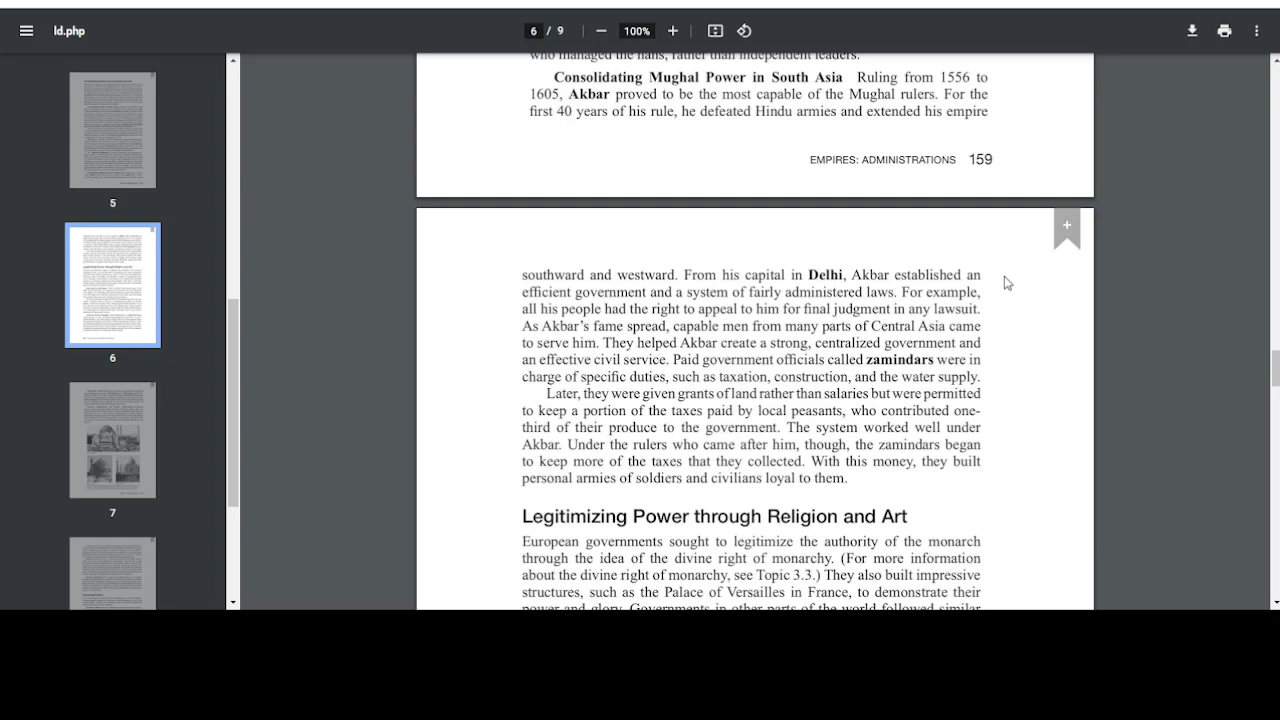 ld.php
6 / 9
100%
who managed the hans, rather than independent leaders.
Consolidating Mughal Power in South Asia Ruling from 1556 to
1605, Akbar proved to be the most capable of the Mughal rulers. For the
first 40 years of his rule, he defeated Hindu armies and extended his empire
EMPIRES: ADMINISTRATIONS 159
southward and westward. From his capital in Delhi, Akbar established an
efficient government and a system of fairly administered laws. For example,
all his people had the right to appeal to him for final judgment in any lawsuit.
As Akbar's fame spread, capable men from many parts of Central Asia came
to serve him. They helped Akbar create a strong, centralized government and
an effective civil service. Paid government officials called zamindars were in
charge of specific duties, such as taxation, construction, and the water supply.
Later, they were given grants of land rather than salaries but were permitted
to keep a portion of the taxes paid by local peasants, who contributed one-
third of their produce to the government. The system worked well under
Akbar. Under the rulers who came after him, though, the zamindars began
to keep more of the taxes that they collected. With this money, they built
personal armies of soldiers and civilians loyal to them.
Legitimizing Power through Religion and Art
European governments sought to legitimize the authority of the monarch
through the idea of the divine right of monarchy. (For more information
about the divine right of monarchy, see Topic 3.3.) They also built impressive
structures, such as the Palace of Versailles in France, to demonstrate their
power and glory. Governments in other parts of the world followed similar
5
6
7